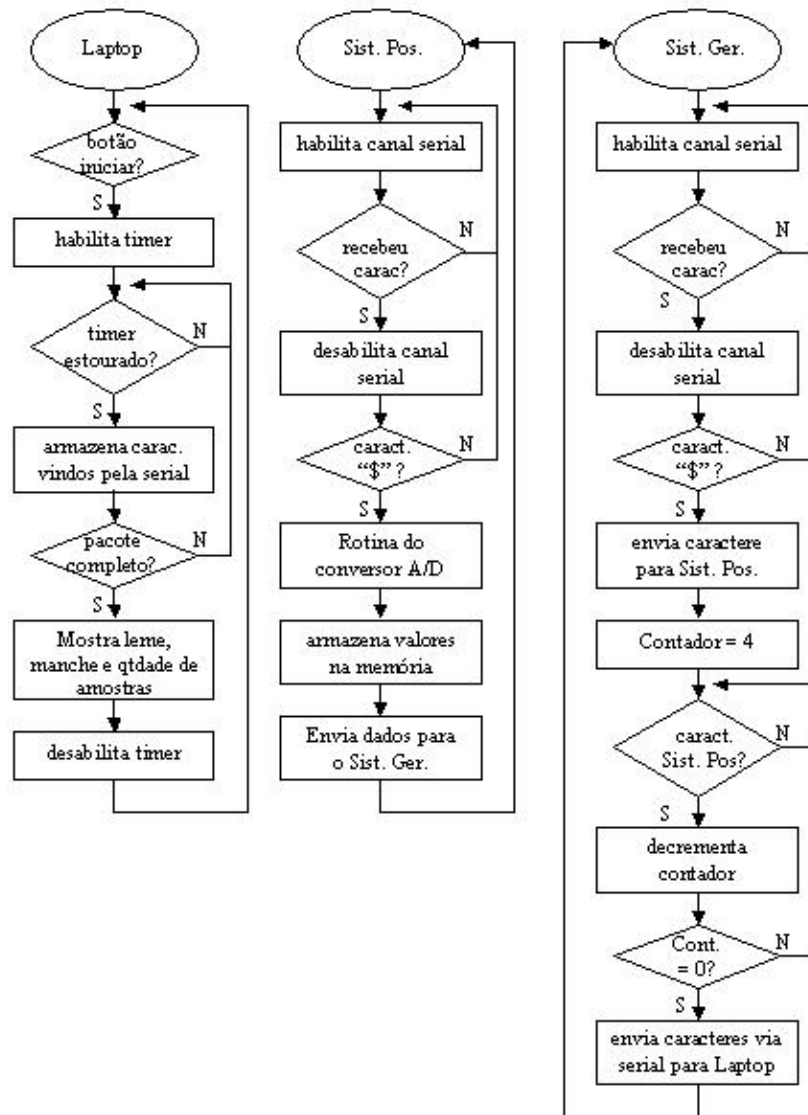 Laptop
botão
iniciar?
S
habilita timer
timer
estourado?
N
S
armazena carac.
vindos pela serial
pacote
completo?
N
S
Mostra leme,
manche e qtdade de
amostras
desabilita timer
Sist. Pos.
habilita canal serial
recebeu
carac?
N
S
desabilita canal
serial
caract.
“$” ?
N
S
Rotina do
conversor A/D
armazena valores
na memória
Envia dados para
o Sist. Ger.
Sist. Ger.
habilita canal serial
recebeu
carac?
N
S
desabilita canal
serial
caract.
“$” ?
N
S
envia caractere
para Sist. Pos.
Contador = 4
caract.
Sist. Pos?
N
S
decrementa
contador
Cont.
= 0?
N
S
envia caracteres via
serial para Laptop